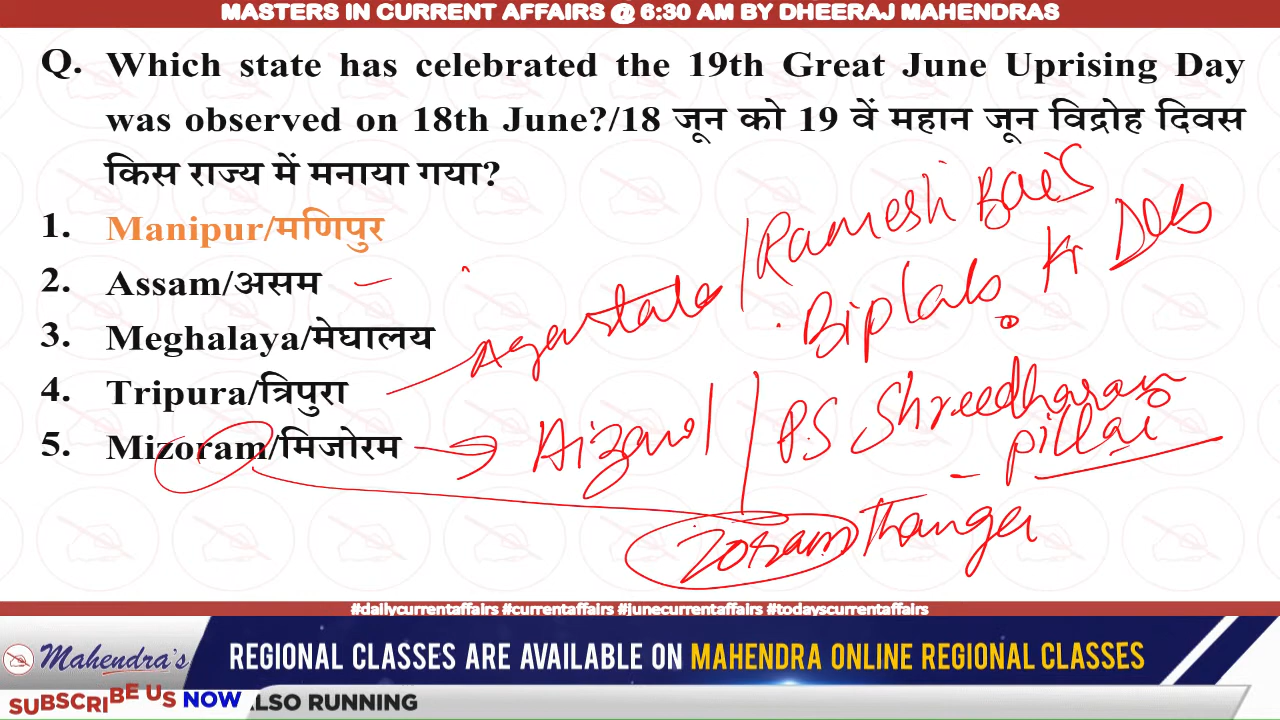 MASTERS IN CURRENT AFFAIRS @ 6:30 AM BY DHEERAJ MAHENDRAS
Q. Which state has celebrated the 19th Great June Uprising Day
was observed on 18th June?/18 जून को 19 वें महान जून विद्रोह दिवस
किस राज्य में मनाया गया?
1. Manipur/मणिपुर
2. Assam/असम
3. Meghalaya/मेघालय
4. Tripura/त्रिपुरा
5. Mizoram/मिजोरम
Agartala / Ramesh Bais
Biplab Kr Deb
Aizawl / P.S Shreedharan
pillai
Zoramthanga
#dailycurrentaffairs #currentaffairs #junecurrentaffairs #todayscurrentaffairs
Mahendra's
REGIONAL CLASSES ARE AVAILABLE ON MAHENDRA ONLINE REGIONAL CLASSES
SUBSCRIBE US NOW ALSO RUNNING